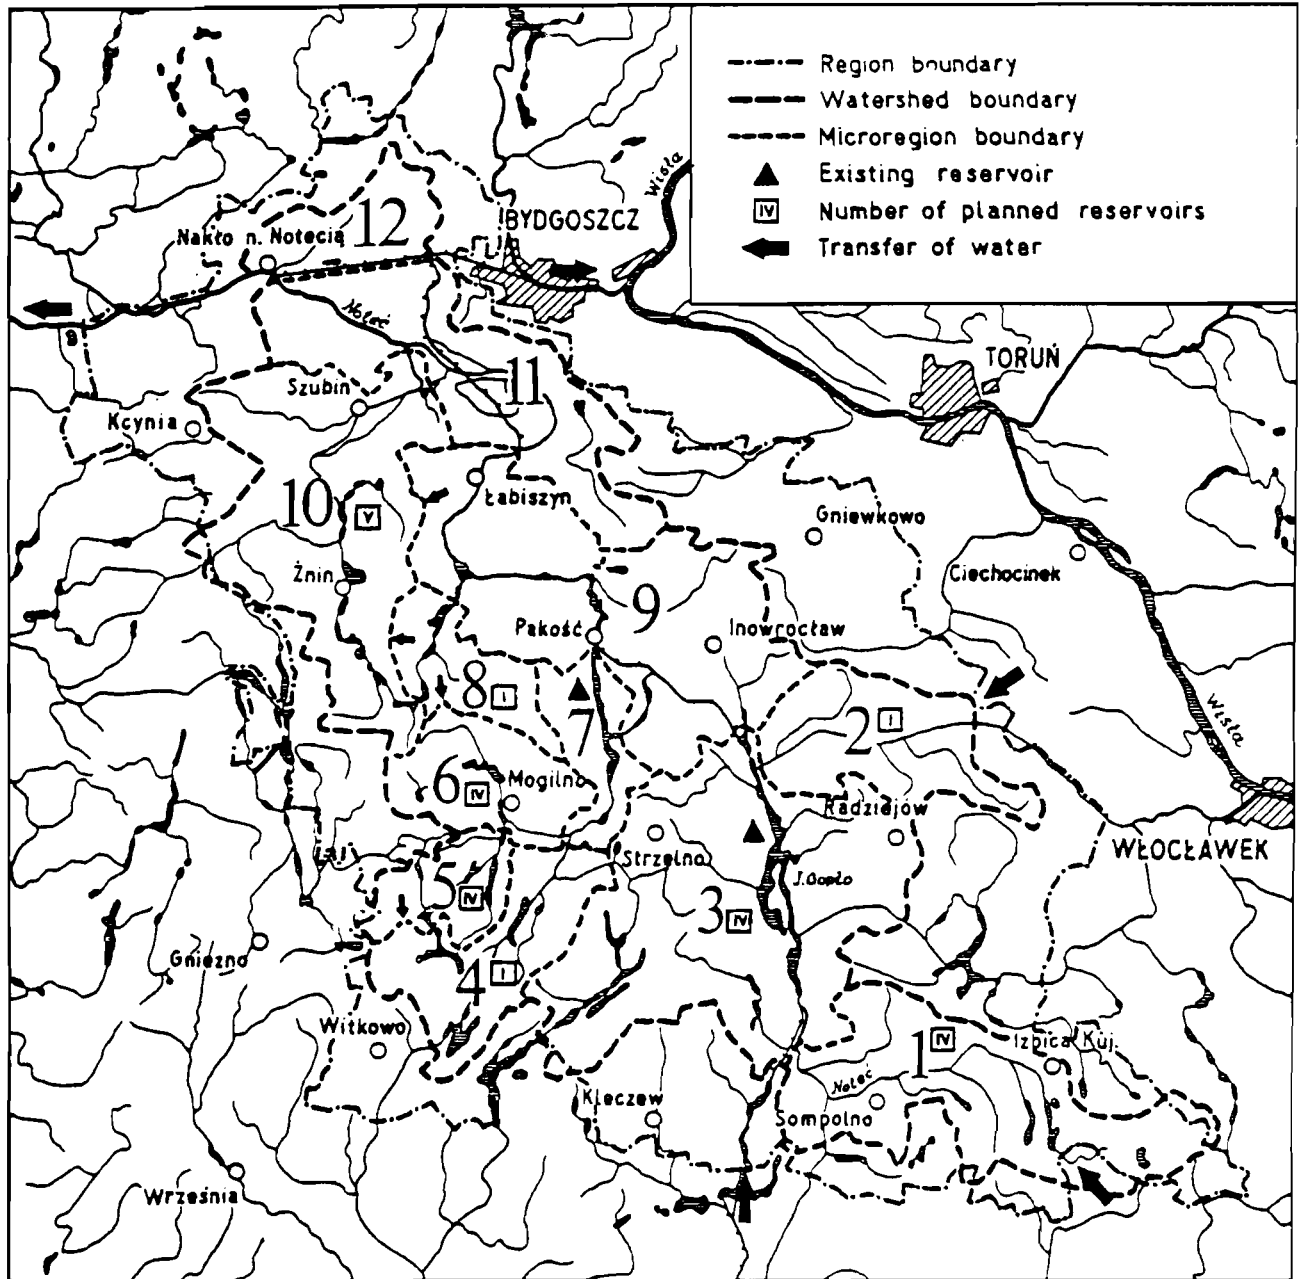 Region boundary
Watershed boundary
Microregion boundary
Existing reservoir
IV Number of planned reservoirs
Transfer of water
Wisła
12
BYDGOSZCZ
Nakło n. Notecią
Noteć
TORUŃ
11
Szubin
Kcynia
Łabiszyn
10
V
Gniewkowo
Żnin
Ciechocinek
9
Pakość
Inowrocław
8 I
7
2 I
Wisła
6 IV
Mogilno
Radziejów
Strzelno
WŁOCŁAWEK
5 IV
J. Gopło
3 IV
Gniezno
4 I
Witkowo
1 IV
Izbica Kuj.
Noteć
Kleczew
Sompolno
Września